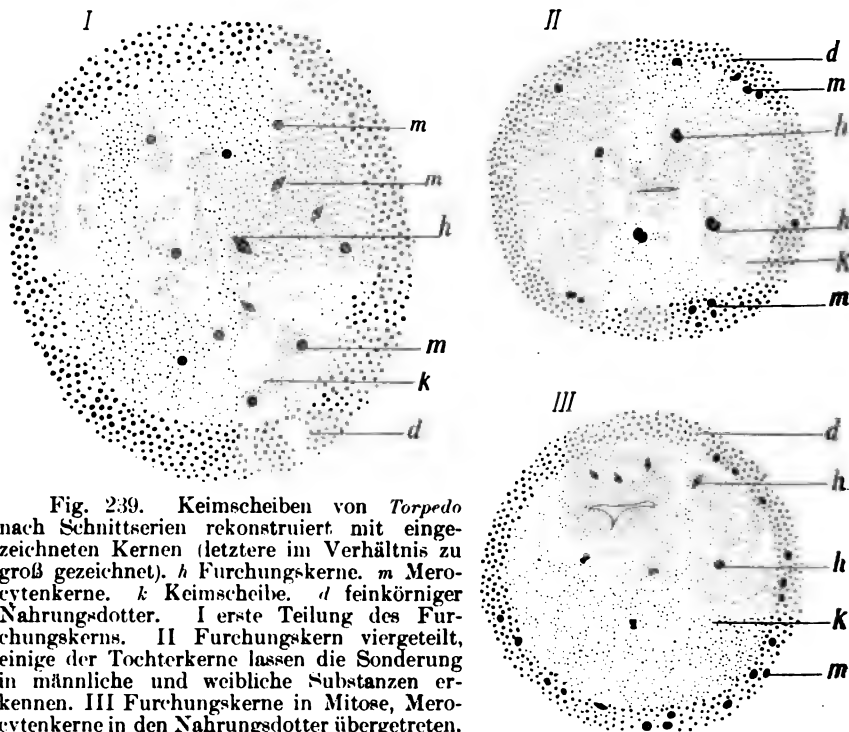 I
m
m
h
m
k
d
II
d
m
h
h
K
m
III
d
h
h
K
m
Fig. 239. Keimscheiben von Torpedo
nach Schnittserien rekonstruiert mit einge-
zeichneten Kernen (letztere im Verhältnis zu
groß gezeichnet). h Furchungskerne. m Mero-
cytenkerne. k Keimscheibe. d feinkörniger
Nahrungsdotter. I erste Teilung des Fur-
chungskerns. II Furchungskern viergeteilt,
einige der Tochterkerne lassen die Sonderung
in männliche und weibliche Substanzen er-
kennen. III Furchungskerne in Mitose, Mero-
cytenkerne in den Nahrungsdotter übergetreten.